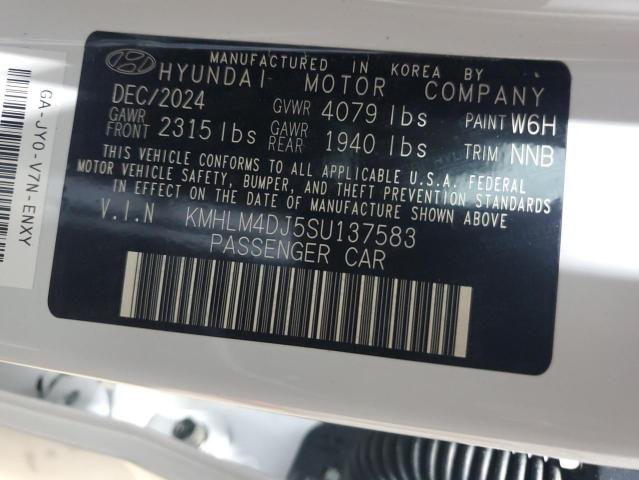 MANUFACTURED IN KOREA BY
HYUNDAI MOTOR COMPANY
DEC/2024 GVWR 4079 lbs PAINT W6H
GAWR FRONT 2315 lbs GAWR REAR 1940 lbs TRIM NNB
THIS VEHICLE CONFORMS TO ALL APPLICABLE U.S.A. FEDERAL
MOTOR VEHICLE SAFETY, BUMPER, AND THEFT PREVENTION STANDARDS
IN EFFECT ON THE DATE OF MANUFACTURE SHOWN ABOVE.
V.I.N KMHLM4DJ5SU137583
PASSENGER CAR
GA-JY0-V7N-ENXY